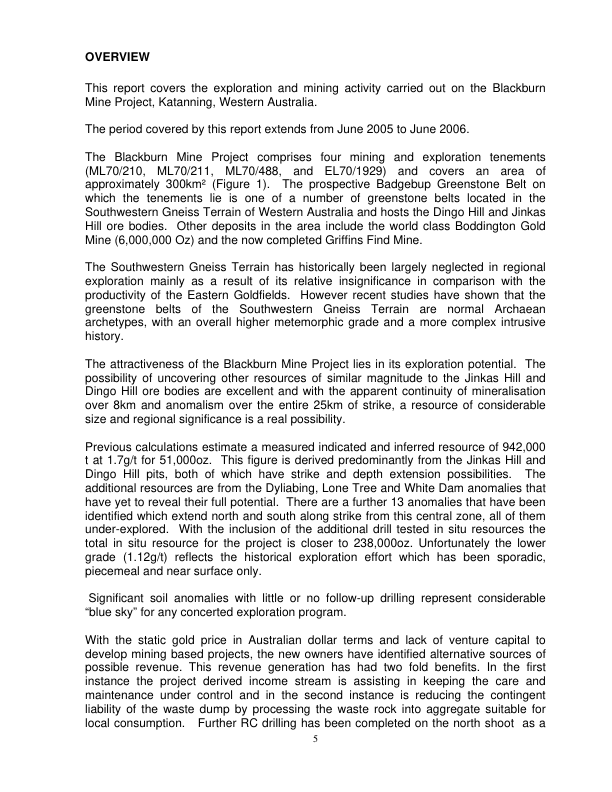 OVERVIEW
This report covers the exploration and mining activity carried out on the Blackburn
Mine Project, Katanning, Western Australia.
The period covered by this report extends from June 2005 to June 2006.
The Blackburn Mine Project comprises four mining and exploration tenements
(ML70/210, ML70/211, ML70/488, and EL70/1929) and covers an area of
approximately 300km² (Figure 1). The prospective Badgebup Greenstone Belt on
which the tenements lie is one of a number of greenstone belts located in the
Southwestern Gneiss Terrain of Western Australia and hosts the Dingo Hill and Jinkas
Hill ore bodies. Other deposits in the area include the world class Boddington Gold
Mine (6,000,000 Oz) and the now completed Griffins Find Mine.
The Southwestern Gneiss Terrain has historically been largely neglected in regional
exploration mainly as a result of its relative insignificance in comparison with the
productivity of the Eastern Goldfields. However recent studies have shown that the
greenstone belts of the Southwestern Gneiss Terrain are normal Archaean
archetypes, with an overall higher metemorphic grade and a more complex intrusive
history.
The attractiveness of the Blackburn Mine Project lies in its exploration potential. The
possibility of uncovering other resources of similar magnitude to the Jinkas Hill and
Dingo Hill ore bodies are excellent and with the apparent continuity of mineralisation
over 8km and anomalism over the entire 25km of strike, a resource of considerable
size and regional significance is a real possibility.
Previous calculations estimate a measured indicated and inferred resource of 942,000
t at 1.7g/t for 51,000oz. This figure is derived predominantly from the Jinkas Hill and
Dingo Hill pits, both of which have strike and depth extension possibilities. The
additional resources are from the Dyliabing, Lone Tree and White Dam anomalies that
have yet to reveal their full potential. There are a further 13 anomalies that have been
identified which extend north and south along strike from this central zone, all of them
under-explored. With the inclusion of the additional drill tested in situ resources the
total in situ resource for the project is closer to 238,000oz. Unfortunately the lower
grade (1.12g/t) reflects the historical exploration effort which has been sporadic,
piecemeal and near surface only.
Significant soil anomalies with little or no follow-up drilling represent considerable
“blue sky” for any concerted exploration program.
With the static gold price in Australian dollar terms and lack of venture capital to
develop mining based projects, the new owners have identified alternative sources of
possible revenue. This revenue generation has had two fold benefits. In the first
instance the project derived income stream is assisting in keeping the care and
maintenance under control and in the second instance is reducing the contingent
liability of the waste dump by processing the waste rock into aggregate suitable for
local consumption. Further RC drilling has been completed on the north shoot as a
5